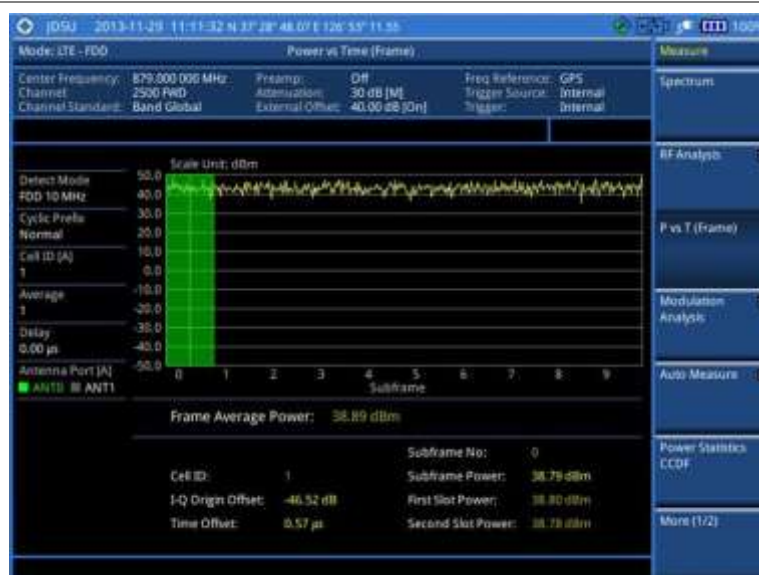 JDSU 2013-11-29 11:11:32 N 37° 28' 48.07 E 126° 53' 11.55 100%
Mode: LTE - FDD Power vs Time (Frame) Measure
Center Frequency: 879.000 000 MHz Preamp: Off Freq Reference: GPS
Channel: 2500 FWD Attenuation: 30 dB [M] Trigger Source: Internal
Channel Standard: Band Global External Offset: 40.00 dB [On] Trigger: Internal
Spectrum
RF Analysis
P vs T (Frame)
Modulation
Analysis
Auto Measure
Power Statistics
CCDF
More (1/2)
Scale Unit: dBm
Detect Mode
FDD 10 MHz
Cyclic Prefix
Normal
Cell ID [A]
1
Average
1
Delay
0.00 μs
Antenna Port [A]
ANT0 ANT1
50.0
40.0
30.0
20.0
10.0
0.0
-10.0
-20.0
-30.0
-40.0
-50.0
0 1 2 3 4 5 6 7 8 9
Subframe
Frame Average Power: 38.89 dBm
Subframe No: 0
Cell ID: 1 Subframe Power: 38.79 dBm
I-Q Origin Offset: -46.52 dB First Slot Power: 38.80 dBm
Time Offset: 0.57 μs Second Slot Power: 38.78 dBm